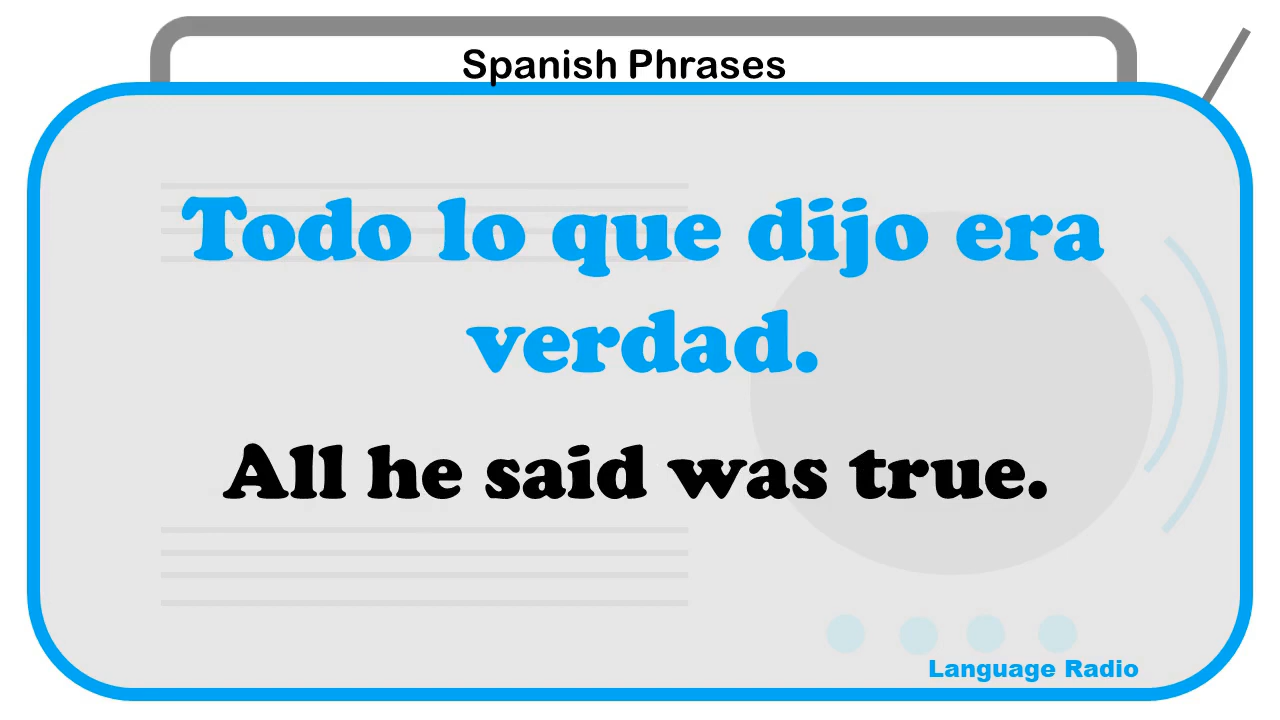 Spanish Phrases
Todo lo que dijo era
verdad.
All he said was true.
Language Radio